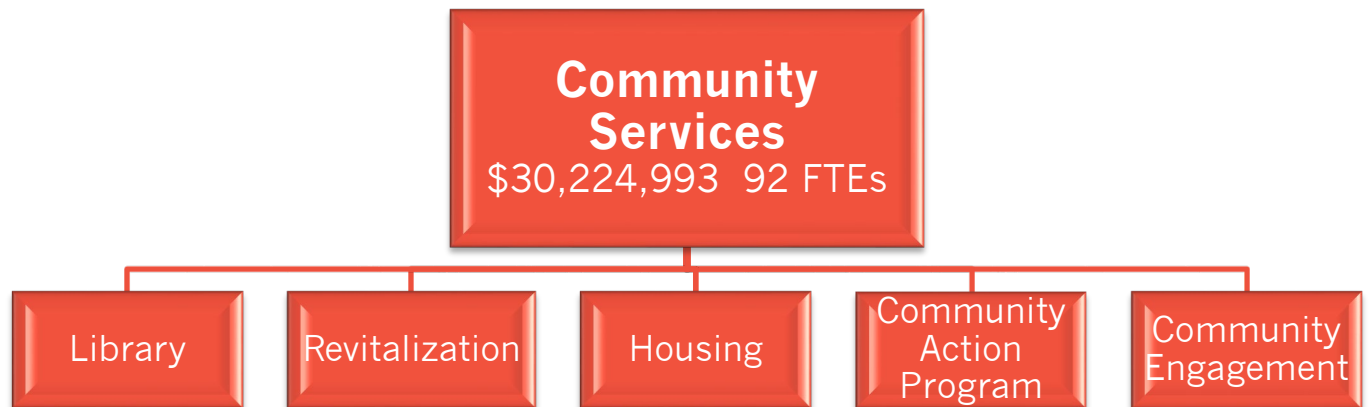 Community
Services
$30,224,993 92 FTEs
Library
Revitalization
Housing
Community
Action
Program
Community
Engagement